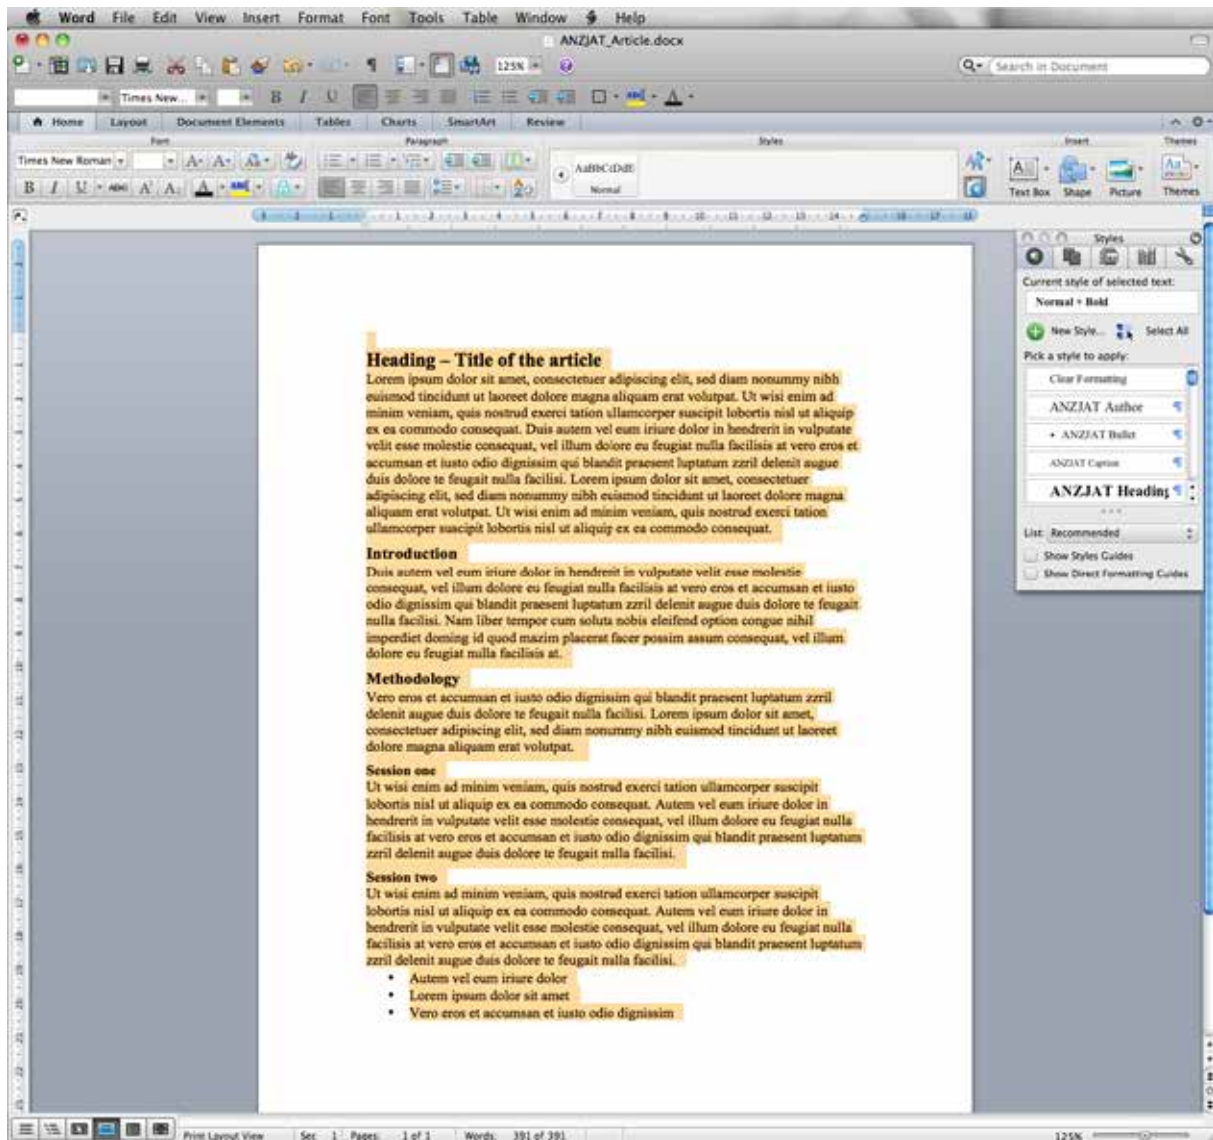 Word File Edit View Insert Format Font Tools Table Window Help
ANZJAT_Article.docx
125% Search in Document
Times New...
B I U A
Home Layout Document Elements Tables Charts SmartArt Review
Font Paragraph Styles Insert Themes
Times New Roman
AaBbCcDdE
B I U ABC
Normal
Text Box Shape Picture Themes
Styles
Current style of selected text:
Normal + Bold
New Style... Select All
Pick a style to apply:
Clear Formatting
ANZJAT Author
• ANZJAT Bullet
ANZJAT Caption
ANZJAT Heading
List: Recommended
Show Styles Guides
Show Direct Formatting Guides
Heading – Title of the article
Lorem ipsum dolor sit amet, consectetuer adipiscing elit, sed diam nonummy nibh
euismod tincidunt ut laoreet dolore magna aliquam erat volutpat. Ut wisi enim ad
minim veniam, quis nostrud exerci tation ullamcorper suscipit lobortis nisl ut aliquip
ex ea commodo consequat. Duis autem vel eum iriure dolor in hendrerit in vulputate
velit esse molestie consequat, vel illum dolore eu feugiat nulla facilisis at vero eros et
accumsan et iusto odio dignissim qui blandit praesent luptatum zzril delenit augue
duis dolore te feugait nulla facilisi. Lorem ipsum dolor sit amet, consectetuer
adipiscing elit, sed diam nonummy nibh euismod tincidunt ut laoreet dolore magna
aliquam erat volutpat. Ut wisi enim ad minim veniam, quis nostrud exerci tation
ullamcorper suscipit lobortis nisl ut aliquip ex ea commodo consequat.
Introduction
Duis autem vel eum iriure dolor in hendrerit in vulputate velit esse molestie
consequat, vel illum dolore eu feugiat nulla facilisis at vero eros et accumsan et iusto
odio dignissim qui blandit praesent luptatum zzril delenit augue duis dolore te feugait
nulla facilisi. Nam liber tempor cum soluta nobis eleifend option congue nihil
imperdiet doming id quod mazim placerat facer possim assum consequat, vel illum
dolore eu feugiat nulla facilisis at.
Methodology
Vero eros et accumsan et iusto odio dignissim qui blandit praesent luptatum zzril
delenit augue duis dolore te feugait nulla facilisi. Lorem ipsum dolor sit amet,
consectetuer adipiscing elit, sed diam nonummy nibh euismod tincidunt ut laoreet
dolore magna aliquam erat volutpat.
Session one
Ut wisi enim ad minim veniam, quis nostrud exerci tation ullamcorper suscipit
lobortis nisl ut aliquip ex ea commodo consequat. Autem vel eum iriure dolor in
hendrerit in vulputate velit esse molestie consequat, vel illum dolore eu feugiat nulla
facilisis at vero eros et accumsan et iusto odio dignissim qui blandit praesent luptatum
zzril delenit augue duis dolore te feugait nulla facilisi.
Session two
Ut wisi enim ad minim veniam, quis nostrud exerci tation ullamcorper suscipit
lobortis nisl ut aliquip ex ea commodo consequat. Autem vel eum iriure dolor in
hendrerit in vulputate velit esse molestie consequat, vel illum dolore eu feugiat nulla
facilisis at vero eros et accumsan et iusto odio dignissim qui blandit praesent luptatum
zzril delenit augue duis dolore te feugait nulla facilisi.
• Autem vel eum iriure dolor
• Lorem ipsum dolor sit amet
• Vero eros et accumsan et iusto odio dignissim
Print Layout View Sec 1 Pages: 1 of 1 Words: 391 of 391 125%